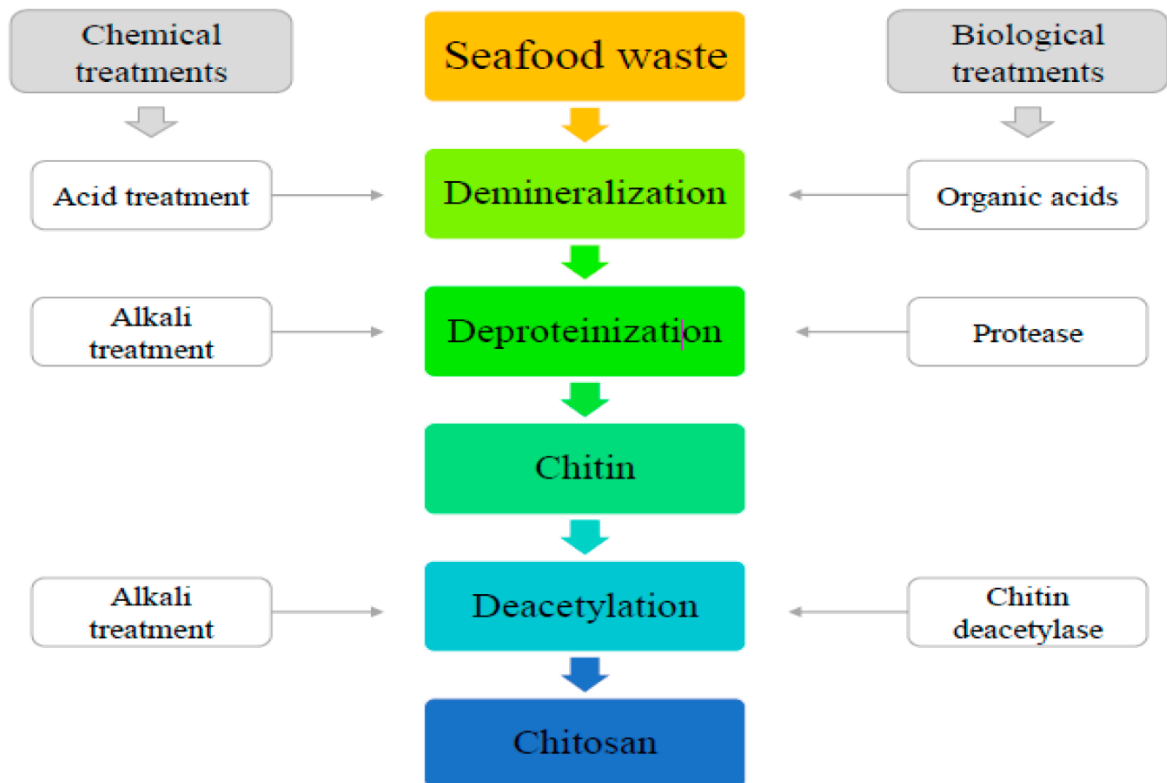 Chemical
treatments
Seafood waste
Biological
treatments
Acid treatment
Demineralization
Organic acids
Alkali
treatment
Deproteinization
Protease
Chitin
Alkali
treatment
Deacetylation
Chitin
deacetylase
Chitosan